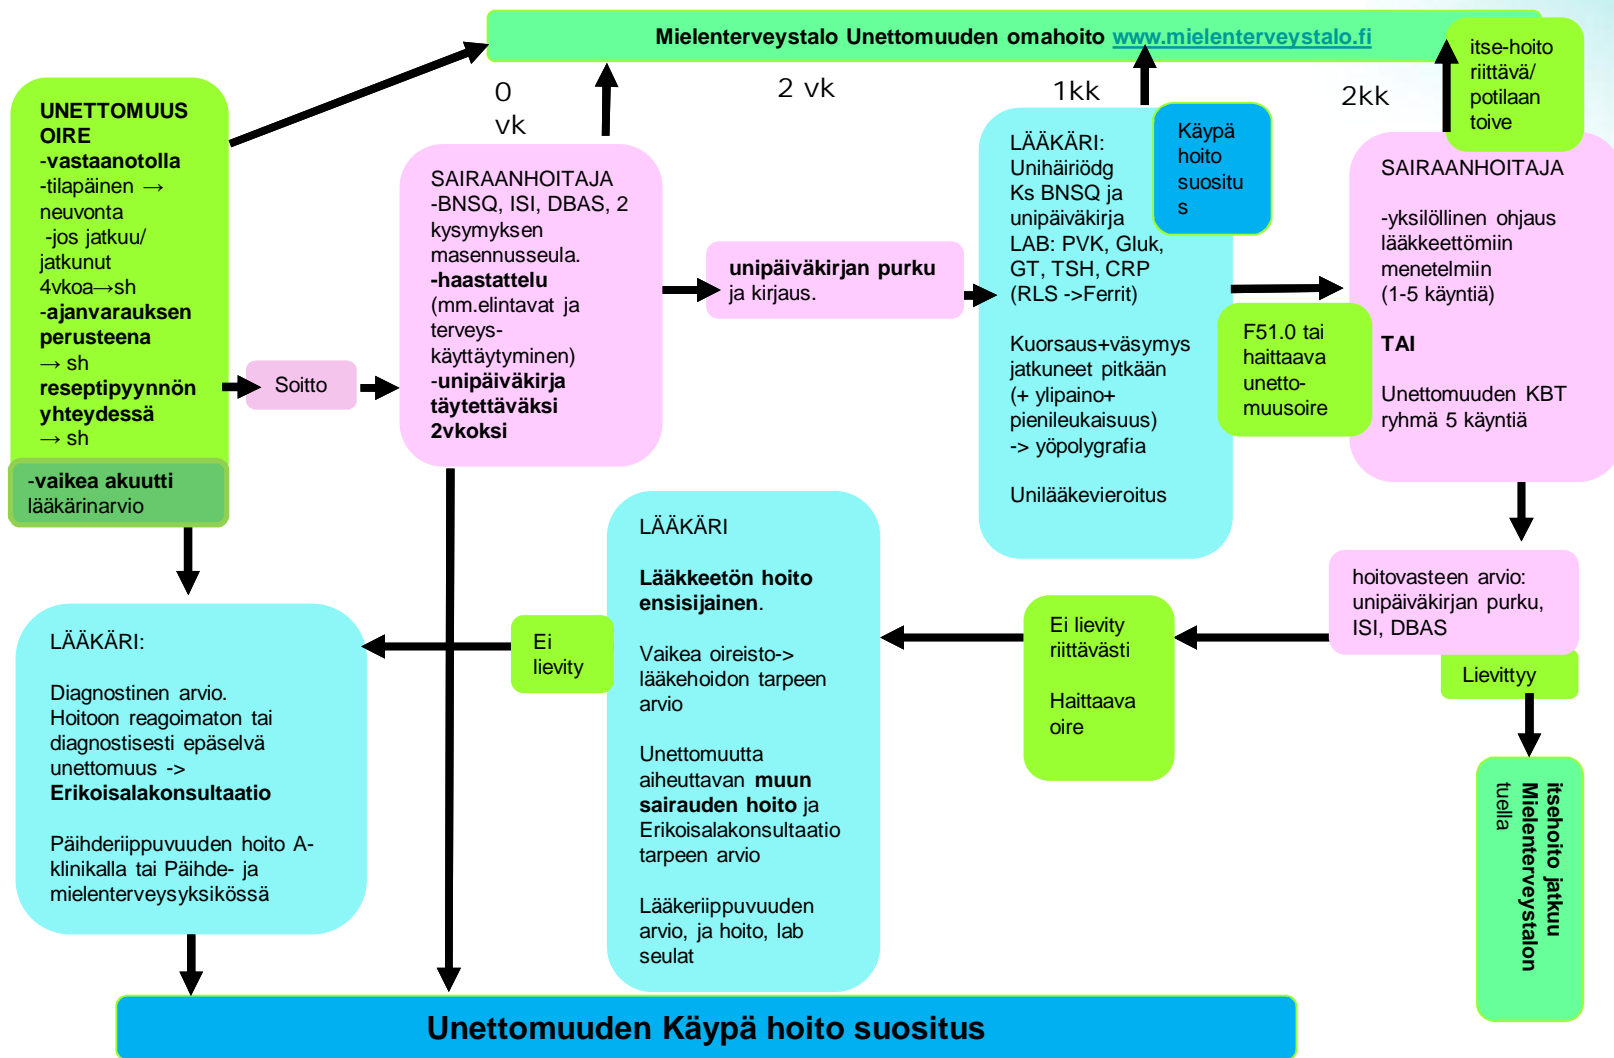 Mielenterveystalo Unettomuuden omahoito www.mielenterveystalo.fi
itse-hoito
riittävä/
potilaan
toive
0
vk
2 vk
1kk
2kk
UNETTOMUUS
OIRE
-vastaanotolla
-tilapäinen →
neuvonta
-jos jatkuu/
jatkunut
4vkoa→sh
-ajanvarauksen
perusteena
→ sh
reseptipyynnön
yhteydessä
→ sh
-vaikea akuutti
lääkärinarvio
Soitto
SAIRAANHOITAJA
-BNSQ, ISI, DBAS, 2
kysymyksen
masennusseula.
-haastattelu
(mm.elintavat ja
terveys-
käyttäytyminen)
-unipäiväkirja
täytettäväksi
2vkoksi
unipäiväkirjan purku
ja kirjaus.
LÄÄKÄRI:
Unihäiriödg
Ks BNSQ ja
unipäiväkirja
LAB: PVK, Gluk,
GT, TSH, CRP
(RLS ->Ferrit)
Kuorsaus+väsymys
jatkuneet pitkään
(+ ylipaino+
pienileukaisuus)
-> yöpolygrafia
Unilääkevieroitus
Käypä
hoito
suositu
s
F51.0 tai
haittaava
unetto-
muusoire
SAIRAANHOITAJA
-yksilöllinen ohjaus
lääkkeettömiin
menetelmiin
(1-5 käyntiä)
TAI
Unettomuuden KBT
ryhmä 5 käyntiä
hoitovasteen arvio:
unipäiväkirjan purku,
ISI, DBAS
Lievittyy
itsehoito jatkuu
Mielenterveystalon
tuella
Ei lievity
riittävästi
Haittaava
oire
LÄÄKÄRI
Lääkkeetön hoito
ensisijainen.
Vaikea oireisto->
lääkehoidon tarpeen
arvio
Unettomuutta
aiheuttavan muun
sairauden hoito ja
Erikoisalakonsultaatio
tarpeen arvio
Lääkeriippuvuuden
arvio, ja hoito, lab
seulat
Ei
lievity
LÄÄKÄRI:
Diagnostinen arvio.
Hoitoon reagoimaton tai
diagnostisesti epäselvä
unettomuus ->
Erikoisalakonsultaatio
Päihderiippuvuuden hoito A-
klinikalla tai Päihde- ja
mielenterveysyksikössä
Unettomuuden Käypä hoito suositus